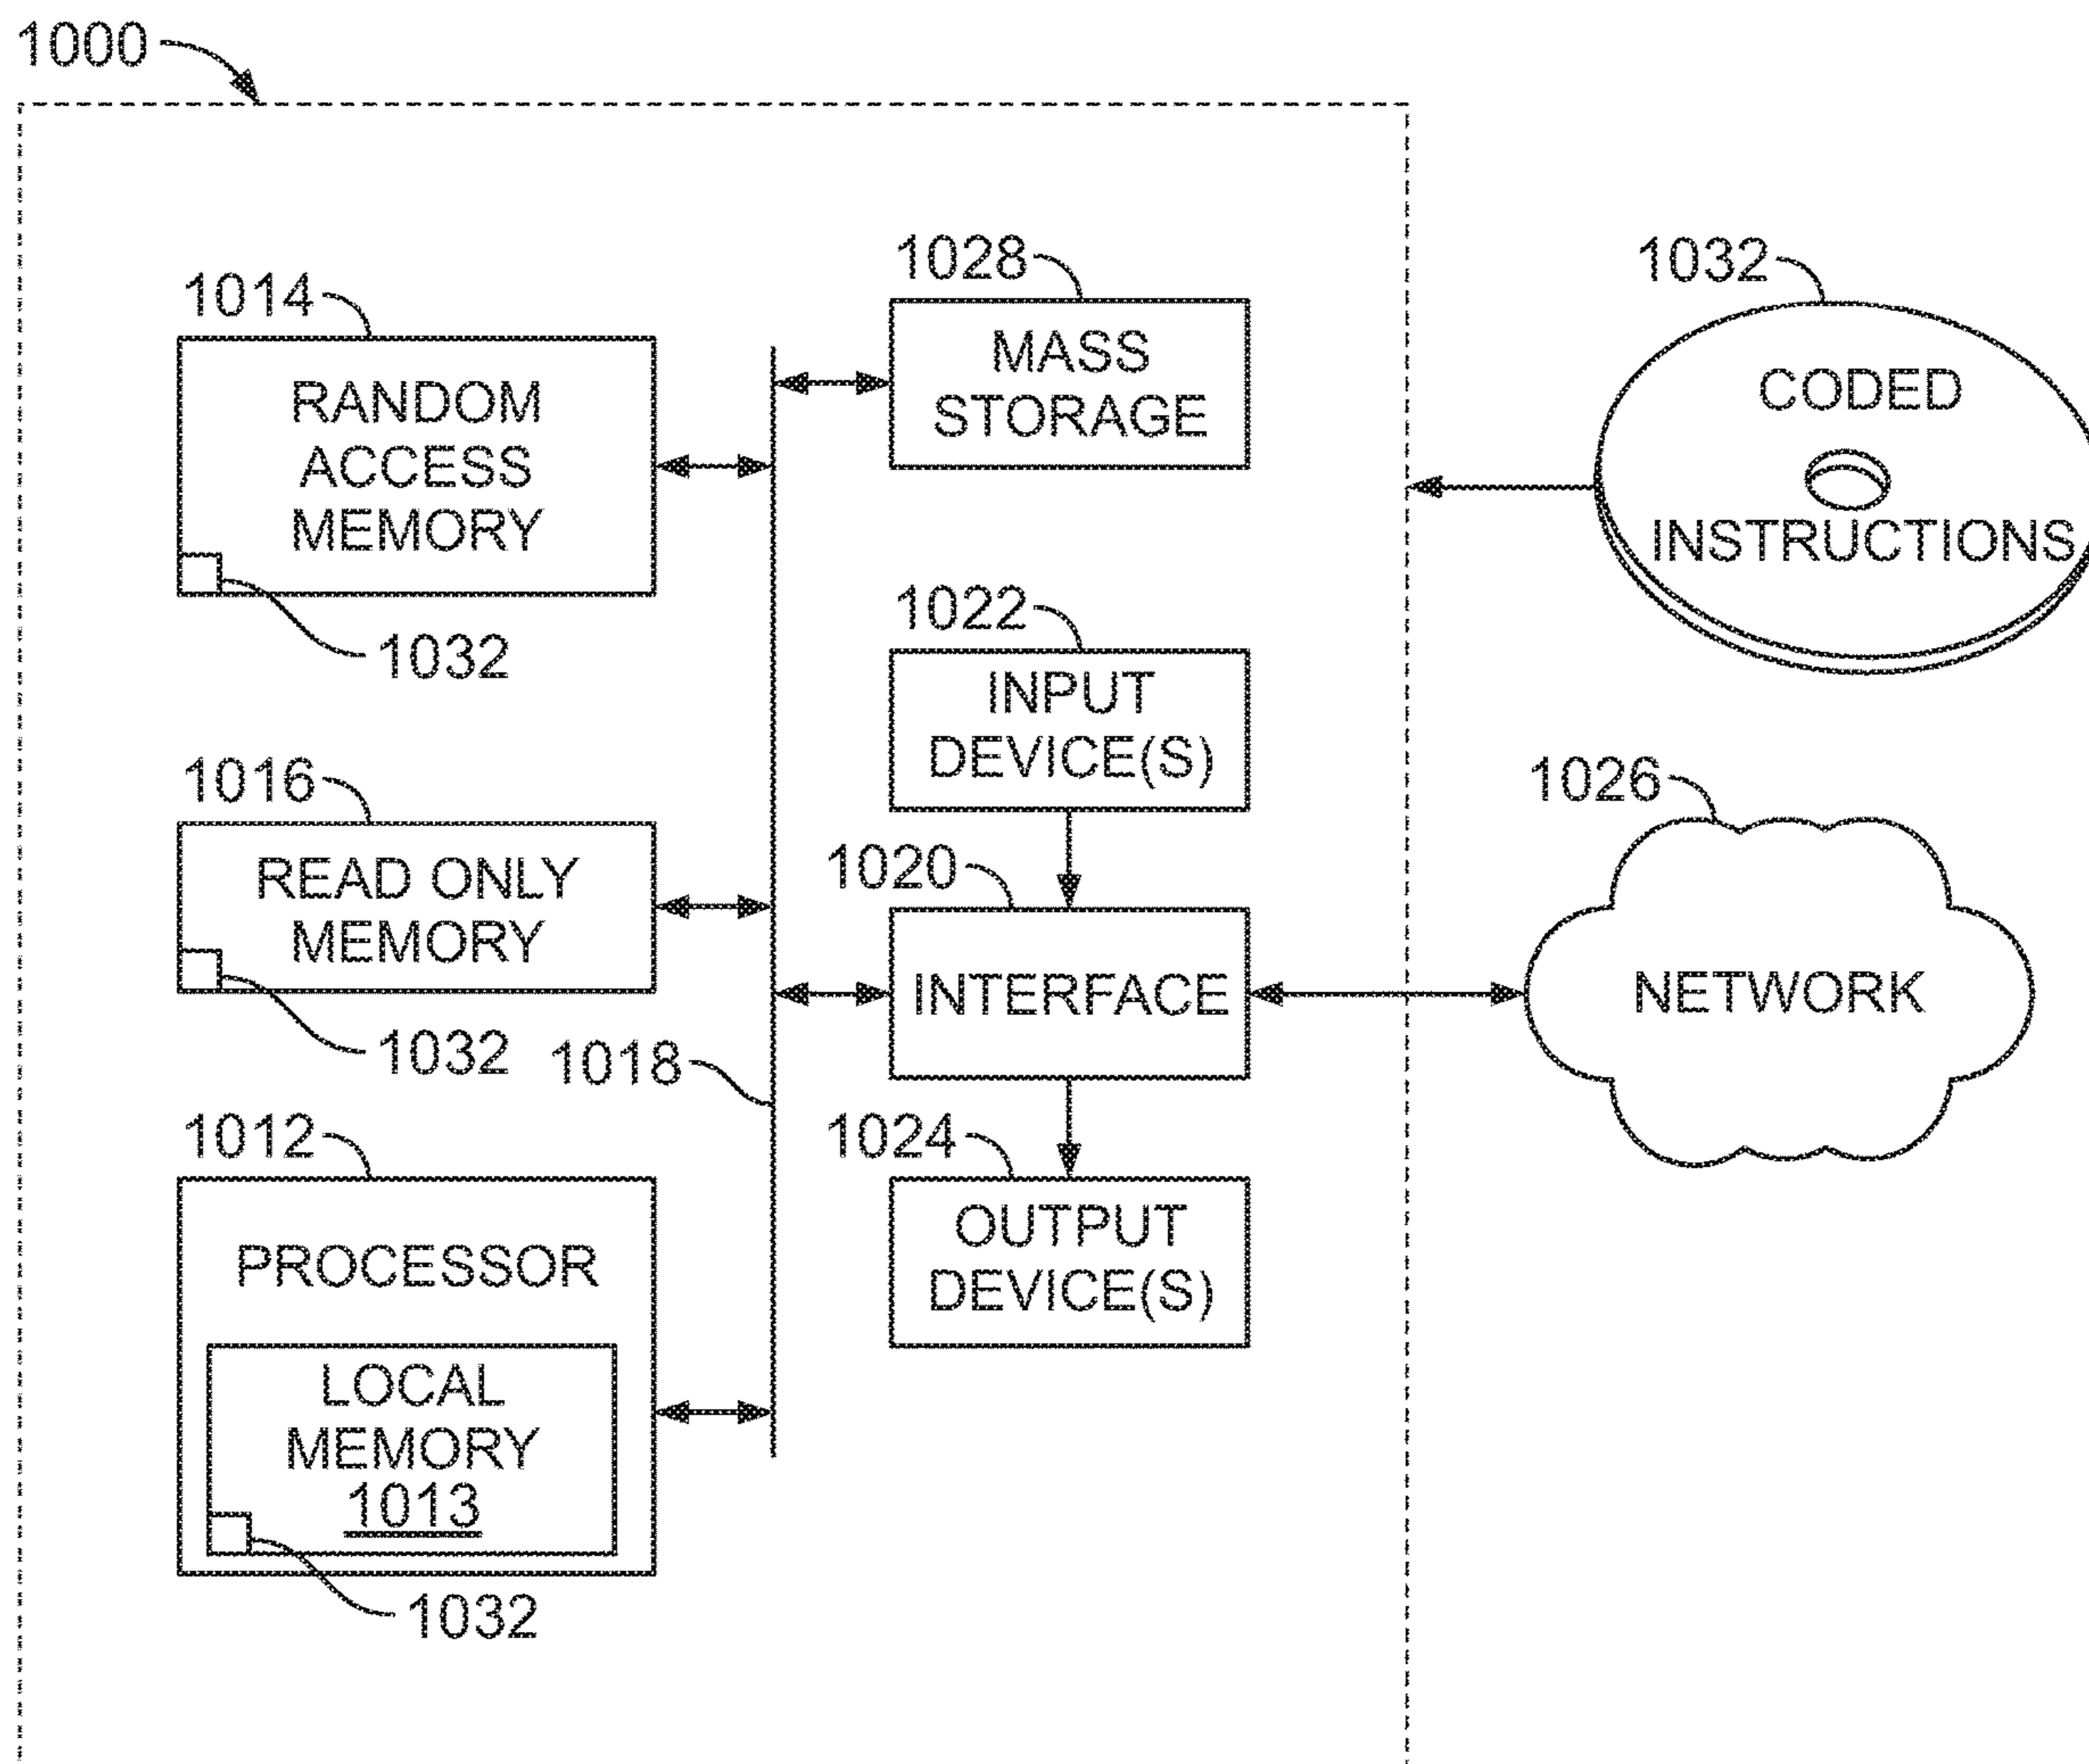 1000
1014
RANDOM
ACCESS
MEMORY
1032
1016
READ ONLY
MEMORY
1032
1018
1012
PROCESSOR
LOCAL
MEMORY
1013
1032
1028
MASS
STORAGE
1022
INPUT
DEVICE(S)
1020
INTERFACE
1024
OUTPUT
DEVICE(S)
1032
CODED
INSTRUCTIONS
1026
NETWORK